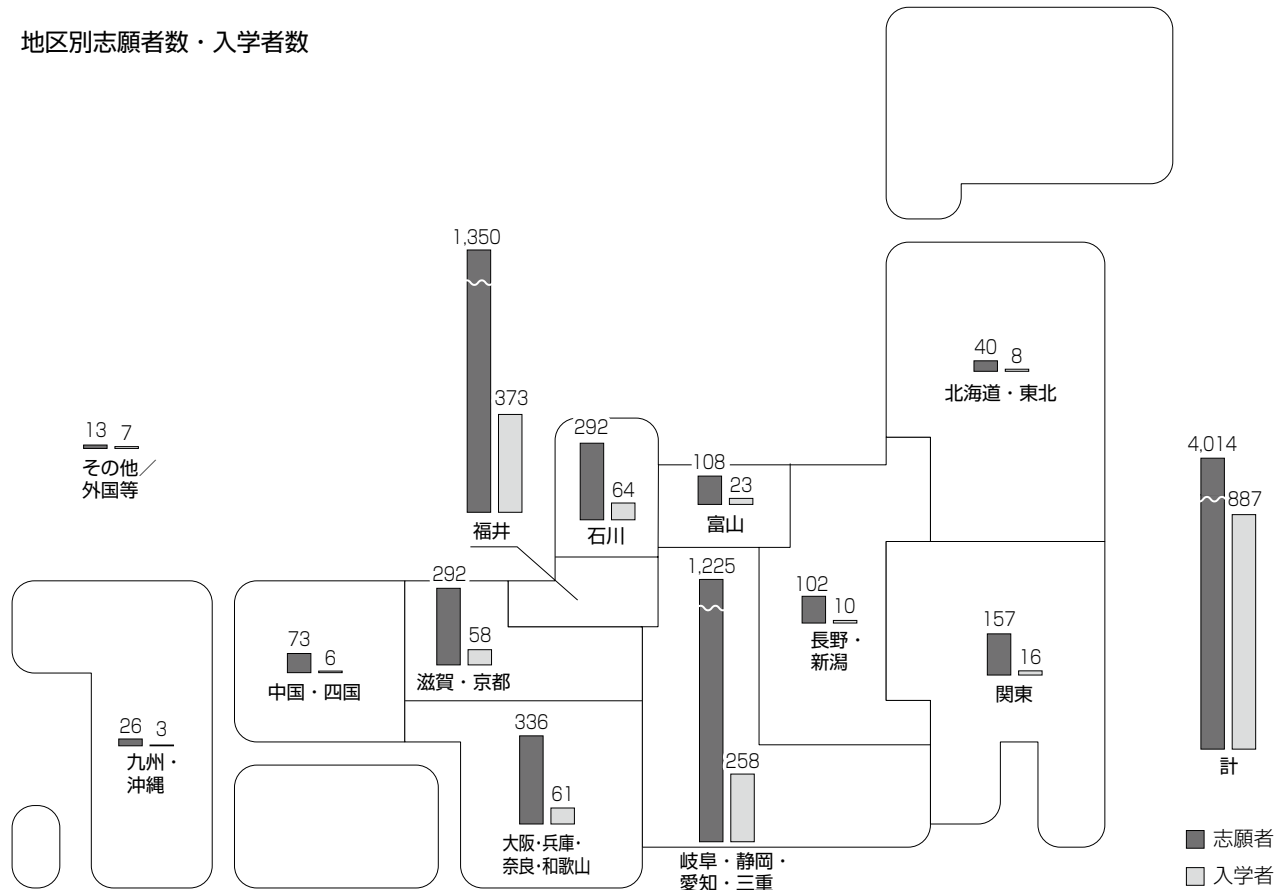 地区別志願者数・入学者数
1,350
373
福井
292
64
石川
108
23
富山
40
8
北海道・東北
13
7
その他／
外国等
4,014
887
計
292
58
滋賀・京都
1,225
258
岐阜・静岡・
愛知・三重
102
10
長野・
新潟
157
16
関東
73
6
中国・四国
26
3
九州・
沖縄
336
61
大阪・兵庫・
奈良・和歌山
志願者
入学者